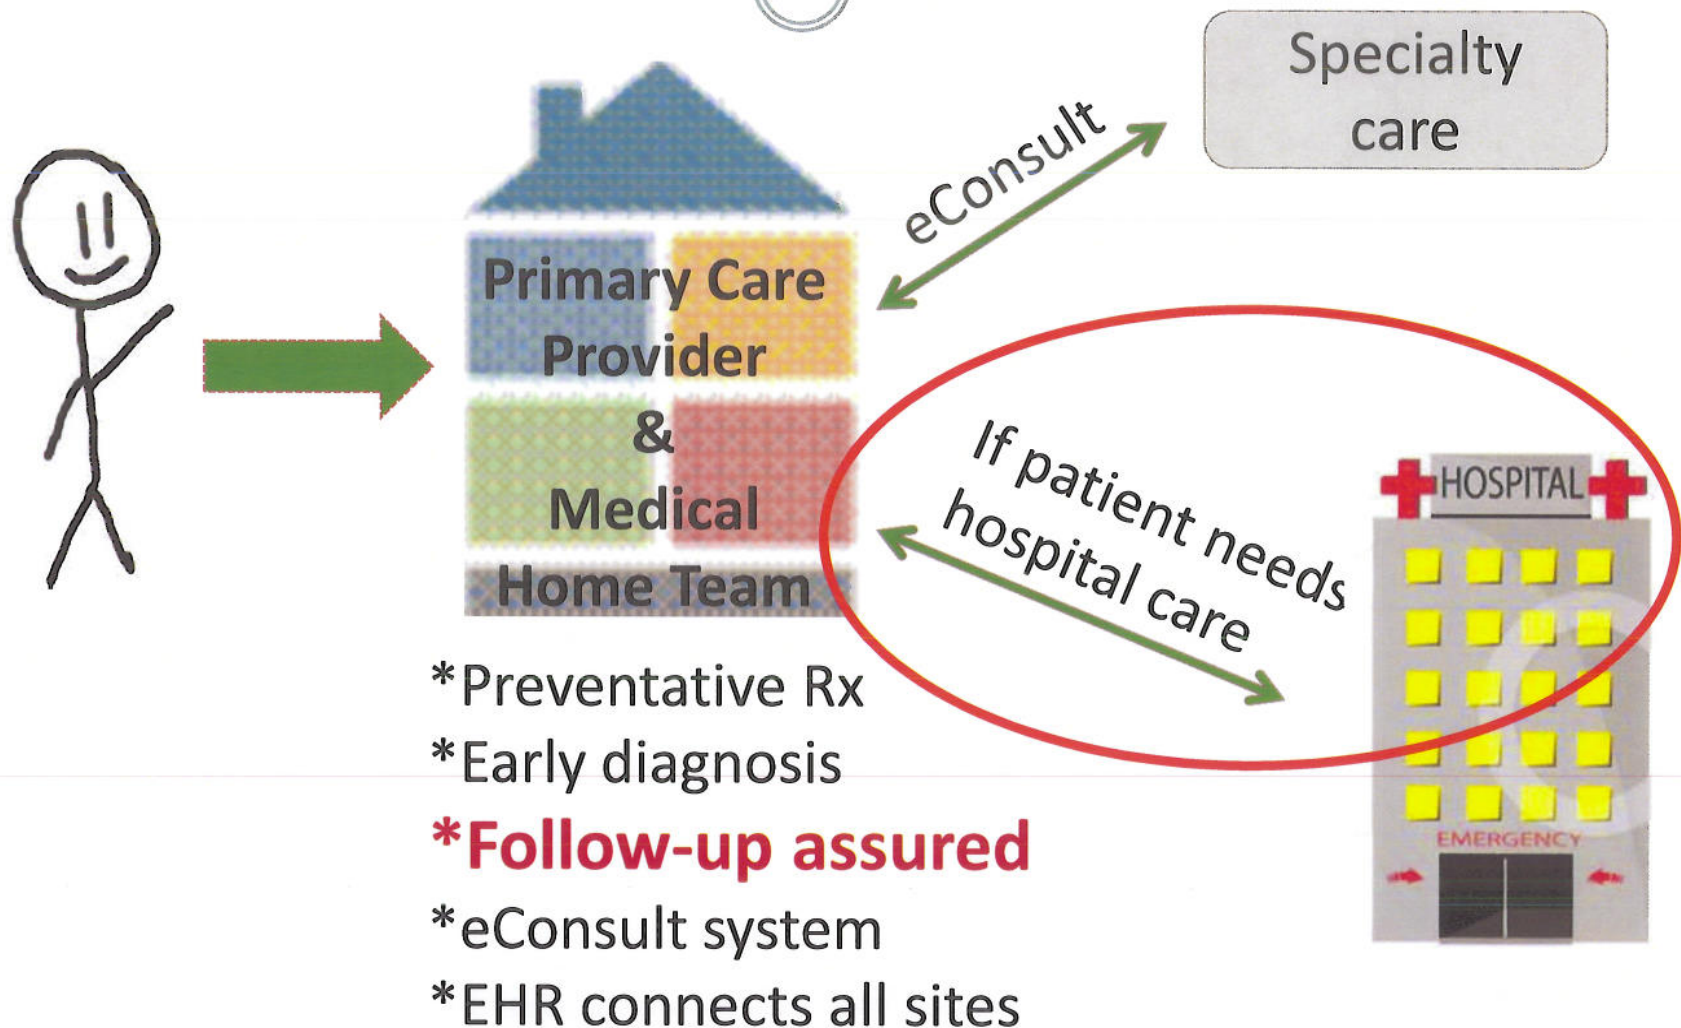 Specialty
care
eConsult
Primary Care
Provider
&
Medical
Home Team
If patient needs
hospital care
HOSPITAL
EMERGENCY
*Preventative Rx
*Early diagnosis
*Follow-up assured
*eConsult system
*EHR connects all sites